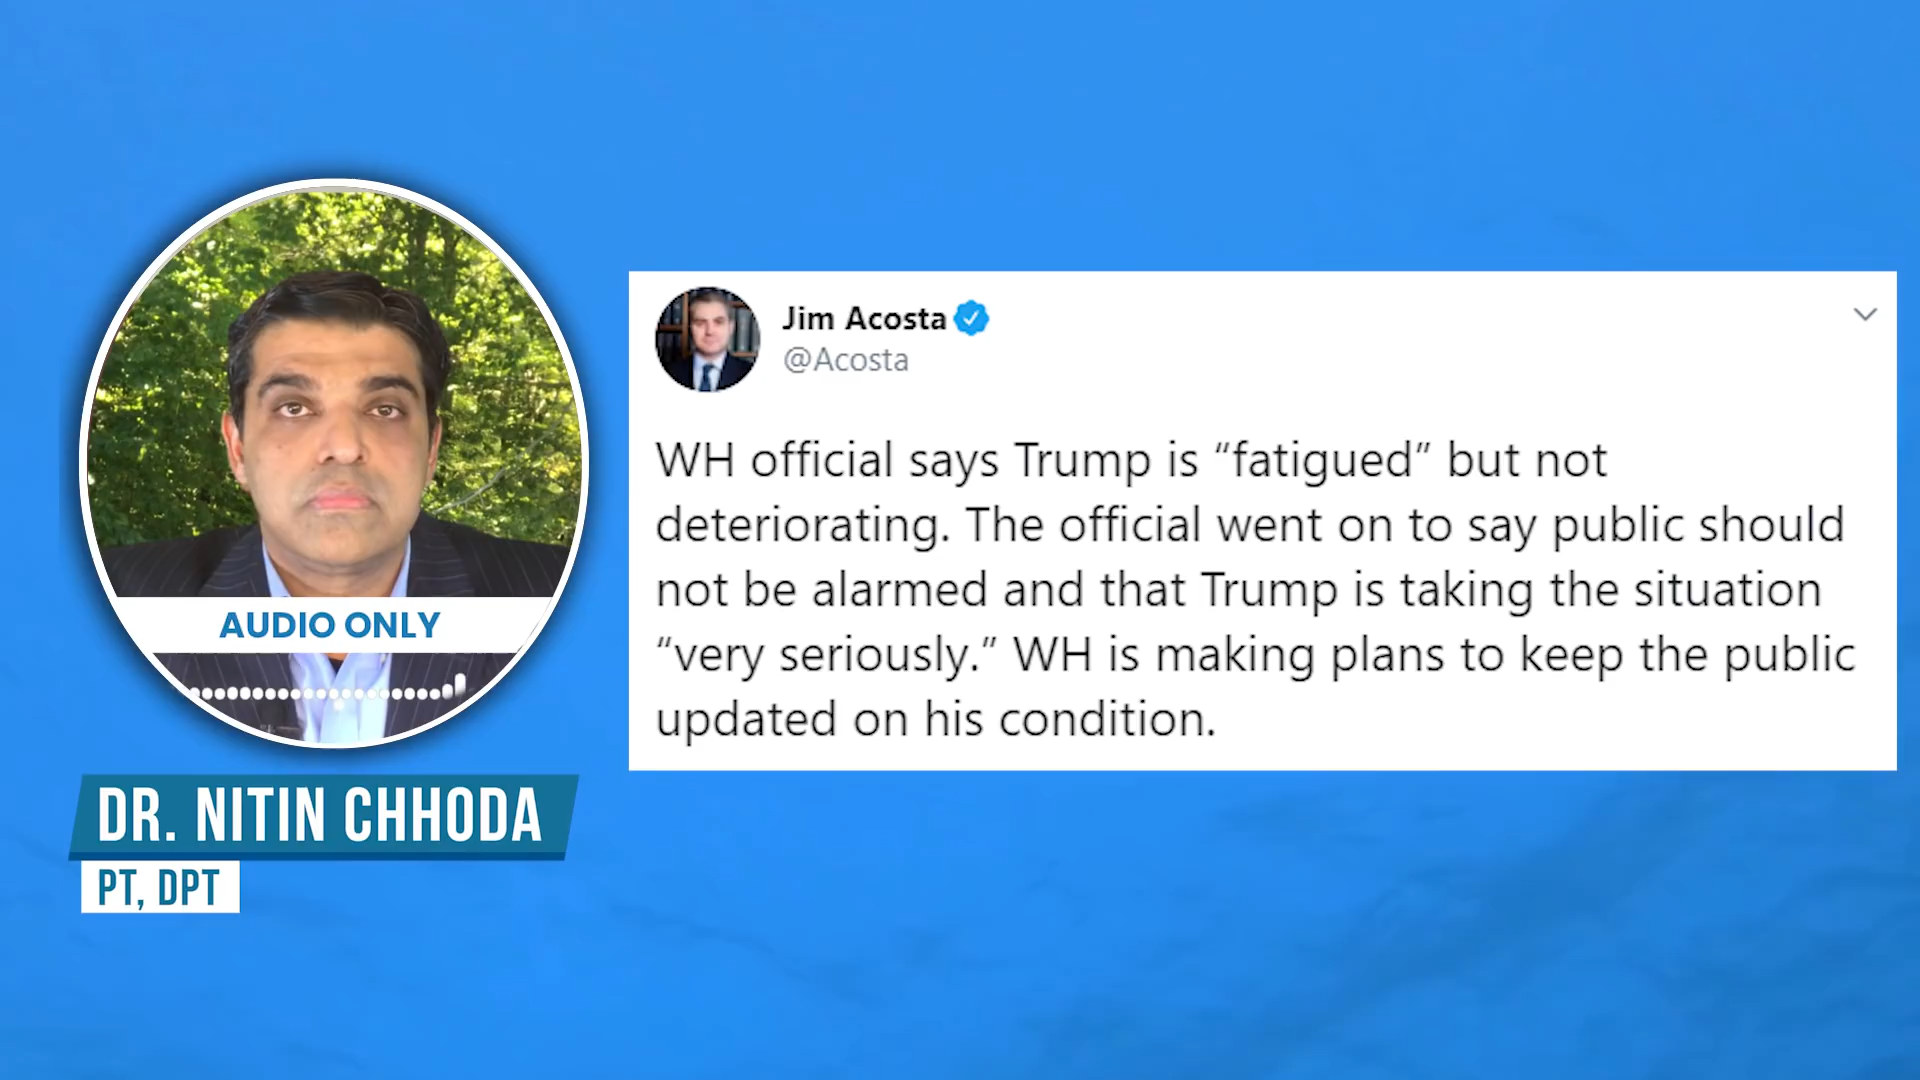 AUDIO ONLY
DR. NITIN CHHODA
PT, DPT
Jim Acosta
@Acosta
WH official says Trump is “fatigued” but not
deteriorating. The official went on to say public should
not be alarmed and that Trump is taking the situation
“very seriously.” WH is making plans to keep the public
updated on his condition.